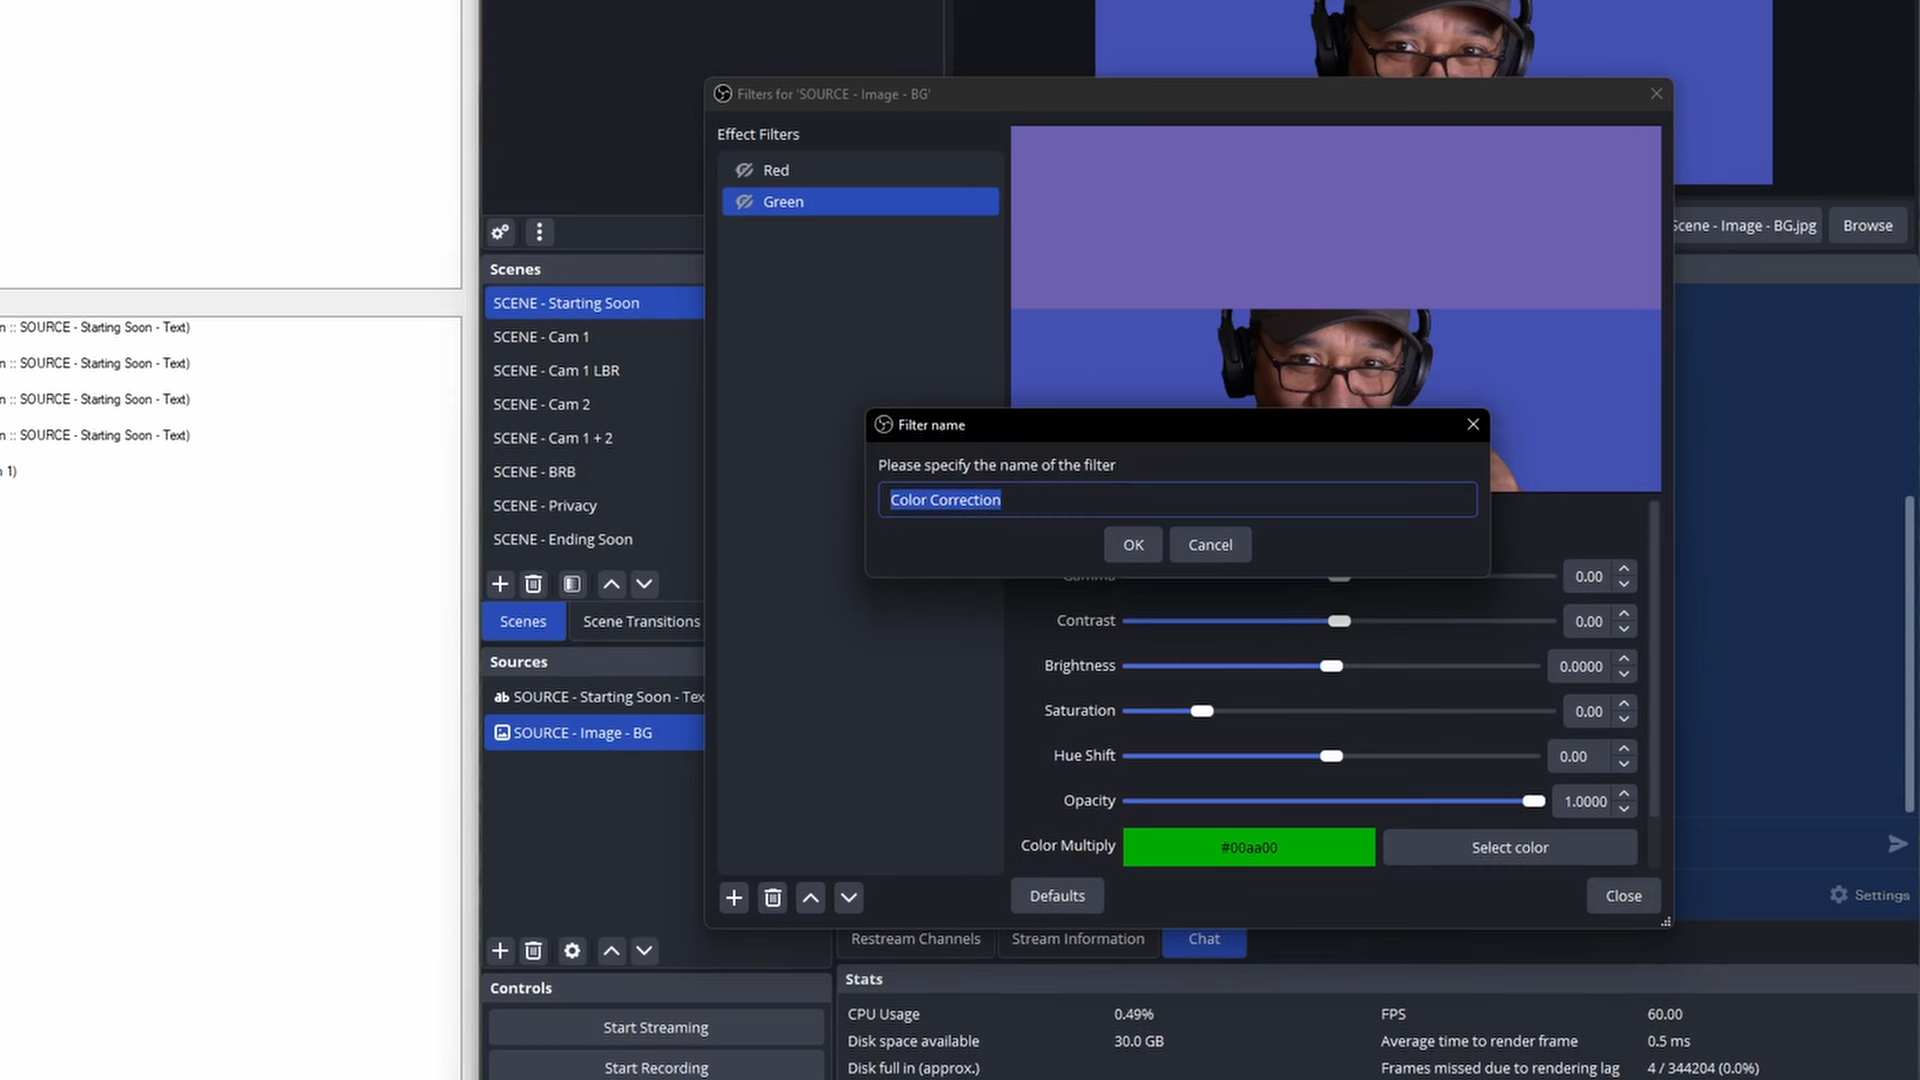 n :: SOURCE - Starting Soon - Text)
n :: SOURCE - Starting Soon - Text)
n :: SOURCE - Starting Soon - Text)
n :: SOURCE - Starting Soon - Text)
1)
Scenes
SCENE - Starting Soon
SCENE - Cam 1
SCENE - Cam 1 LBR
SCENE - Cam 2
SCENE - Cam 1 + 2
SCENE - BRB
SCENE - Privacy
SCENE - Ending Soon
Scenes
Scene Transitions
Sources
ab SOURCE - Starting Soon - Tex
SOURCE - Image - BG
Controls
Start Streaming
Start Recording
Filters for 'SOURCE - Image - BG'
Effect Filters
Red
Green
Filter name
Please specify the name of the filter
Color Correction
OK
Cancel
Gamma
0.00
Contrast
0.00
Brightness
0.0000
Saturation
0.00
Hue Shift
0.00
Opacity
1.0000
Color Multiply
#00aa00
Select color
Defaults
Close
Scene - Image - BG.jpg
Browse
Settings
Restream Channels
Stream Information
Chat
Stats
CPU Usage
0.49%
FPS
60.00
Disk space available
30.0 GB
Average time to render frame
0.5 ms
Disk full in (approx.)
Frames missed due to rendering lag
4 / 344204 (0.0%)